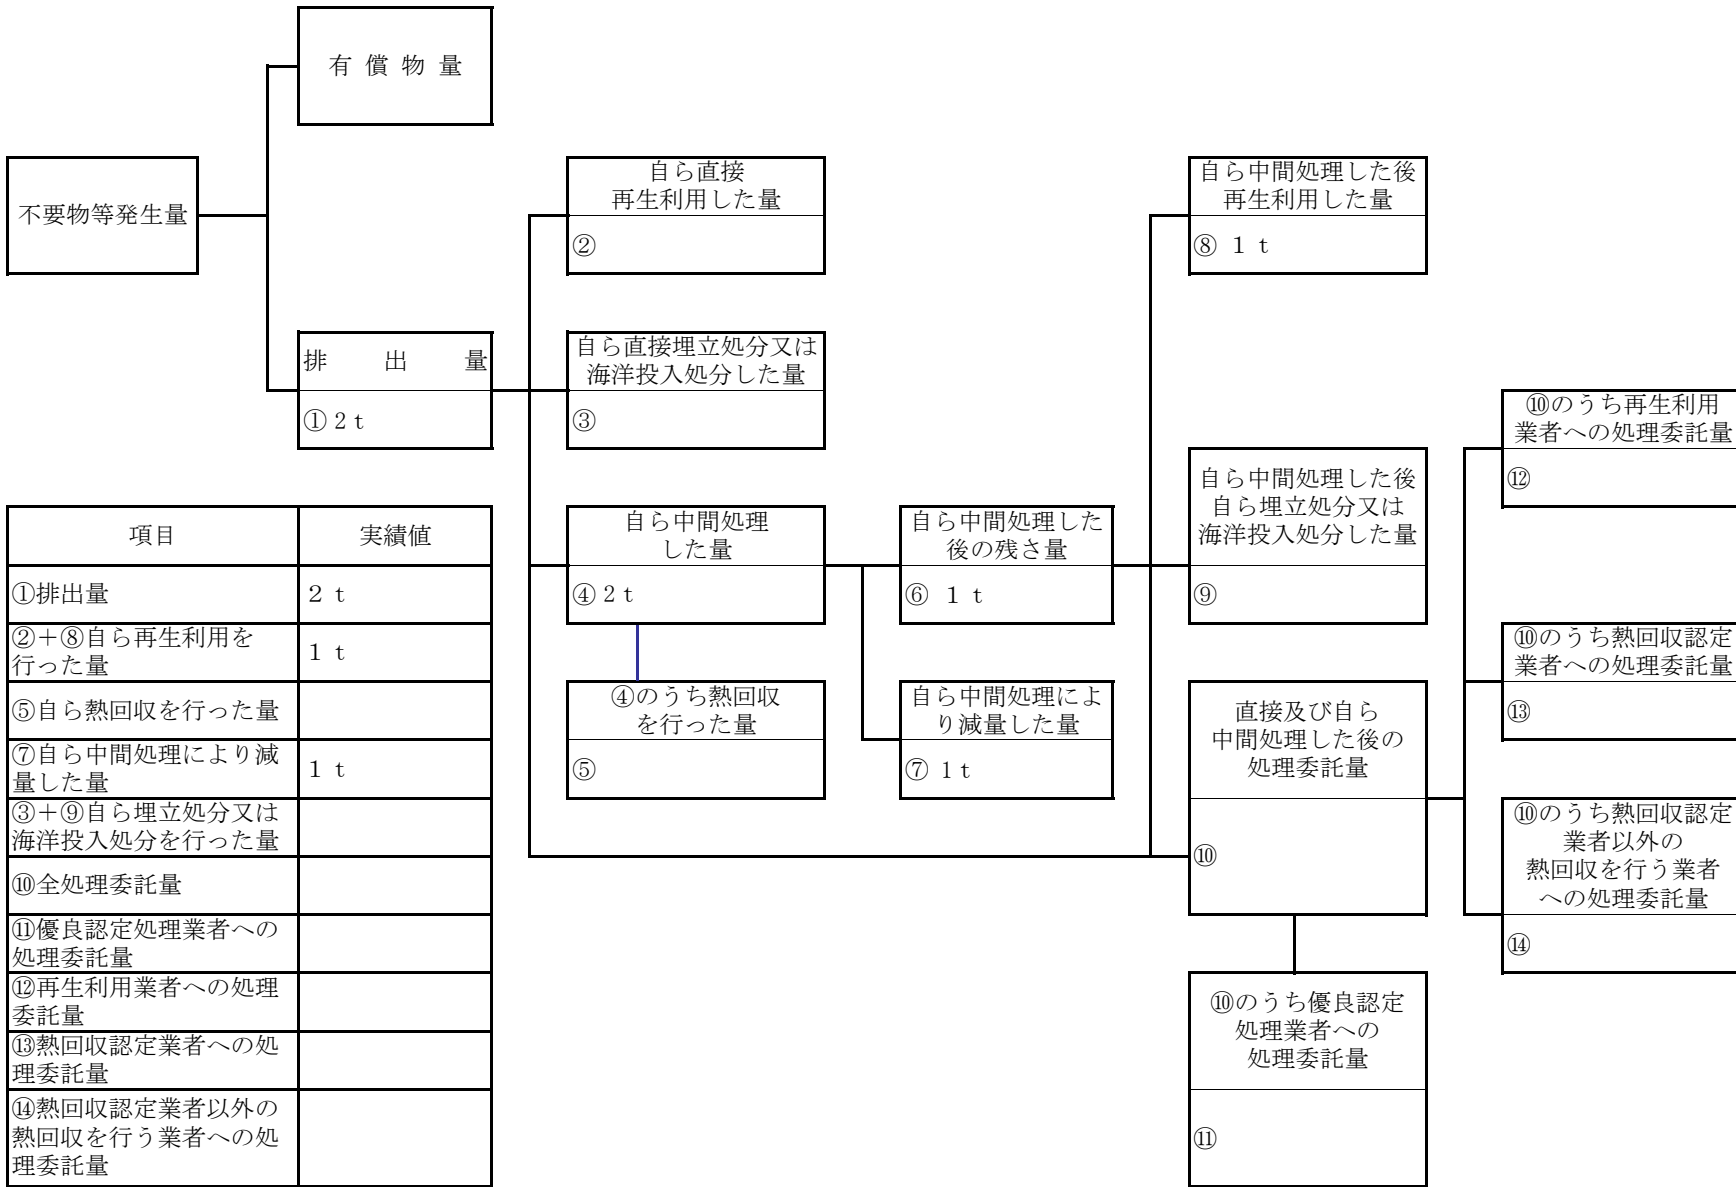 有 償 物 量
不要物等発生量
自ら直接
再生利用した量
②
自ら中間処理した後
再生利用した量
⑧ 1 t
排 出 量
① 2 t
自ら直接埋立処分又は
海洋投入処分した量
③
⑩のうち再生利用
業者への処理委託量
⑫
自ら中間処理した後
自ら埋立処分又は
海洋投入処分した量
⑨
自ら中間処理
した量
④ 2 t
自ら中間処理した
後の残さ量
⑥ 1 t
⑩のうち熱回収認定
業者への処理委託量
⑬
④のうち熱回収
を行った量
⑤
自ら中間処理によ
り減量した量
⑦ 1 t
直接及び自ら
中間処理した後の
処理委託量
⑩
⑩のうち熱回収認定
業者以外の
熱回収を行う業者
への処理委託量
⑭
⑩のうち優良認定
処理業者への
処理委託量
⑪
項目 実績値
①排出量 2 t
②+⑧自ら再生利用を
行った量 1 t
⑤自ら熱回収を行った量
⑦自ら中間処理により減
量した量 1 t
③+⑨自ら埋立処分又は
海洋投入処分を行った量
⑩全処理委託量
⑪優良認定処理業者への
処理委託量
⑫再生利用業者への処理
委託量
⑬熱回収認定業者への処
理委託量
⑭熱回収認定業者以外の
熱回収を行う業者への処
理委託量